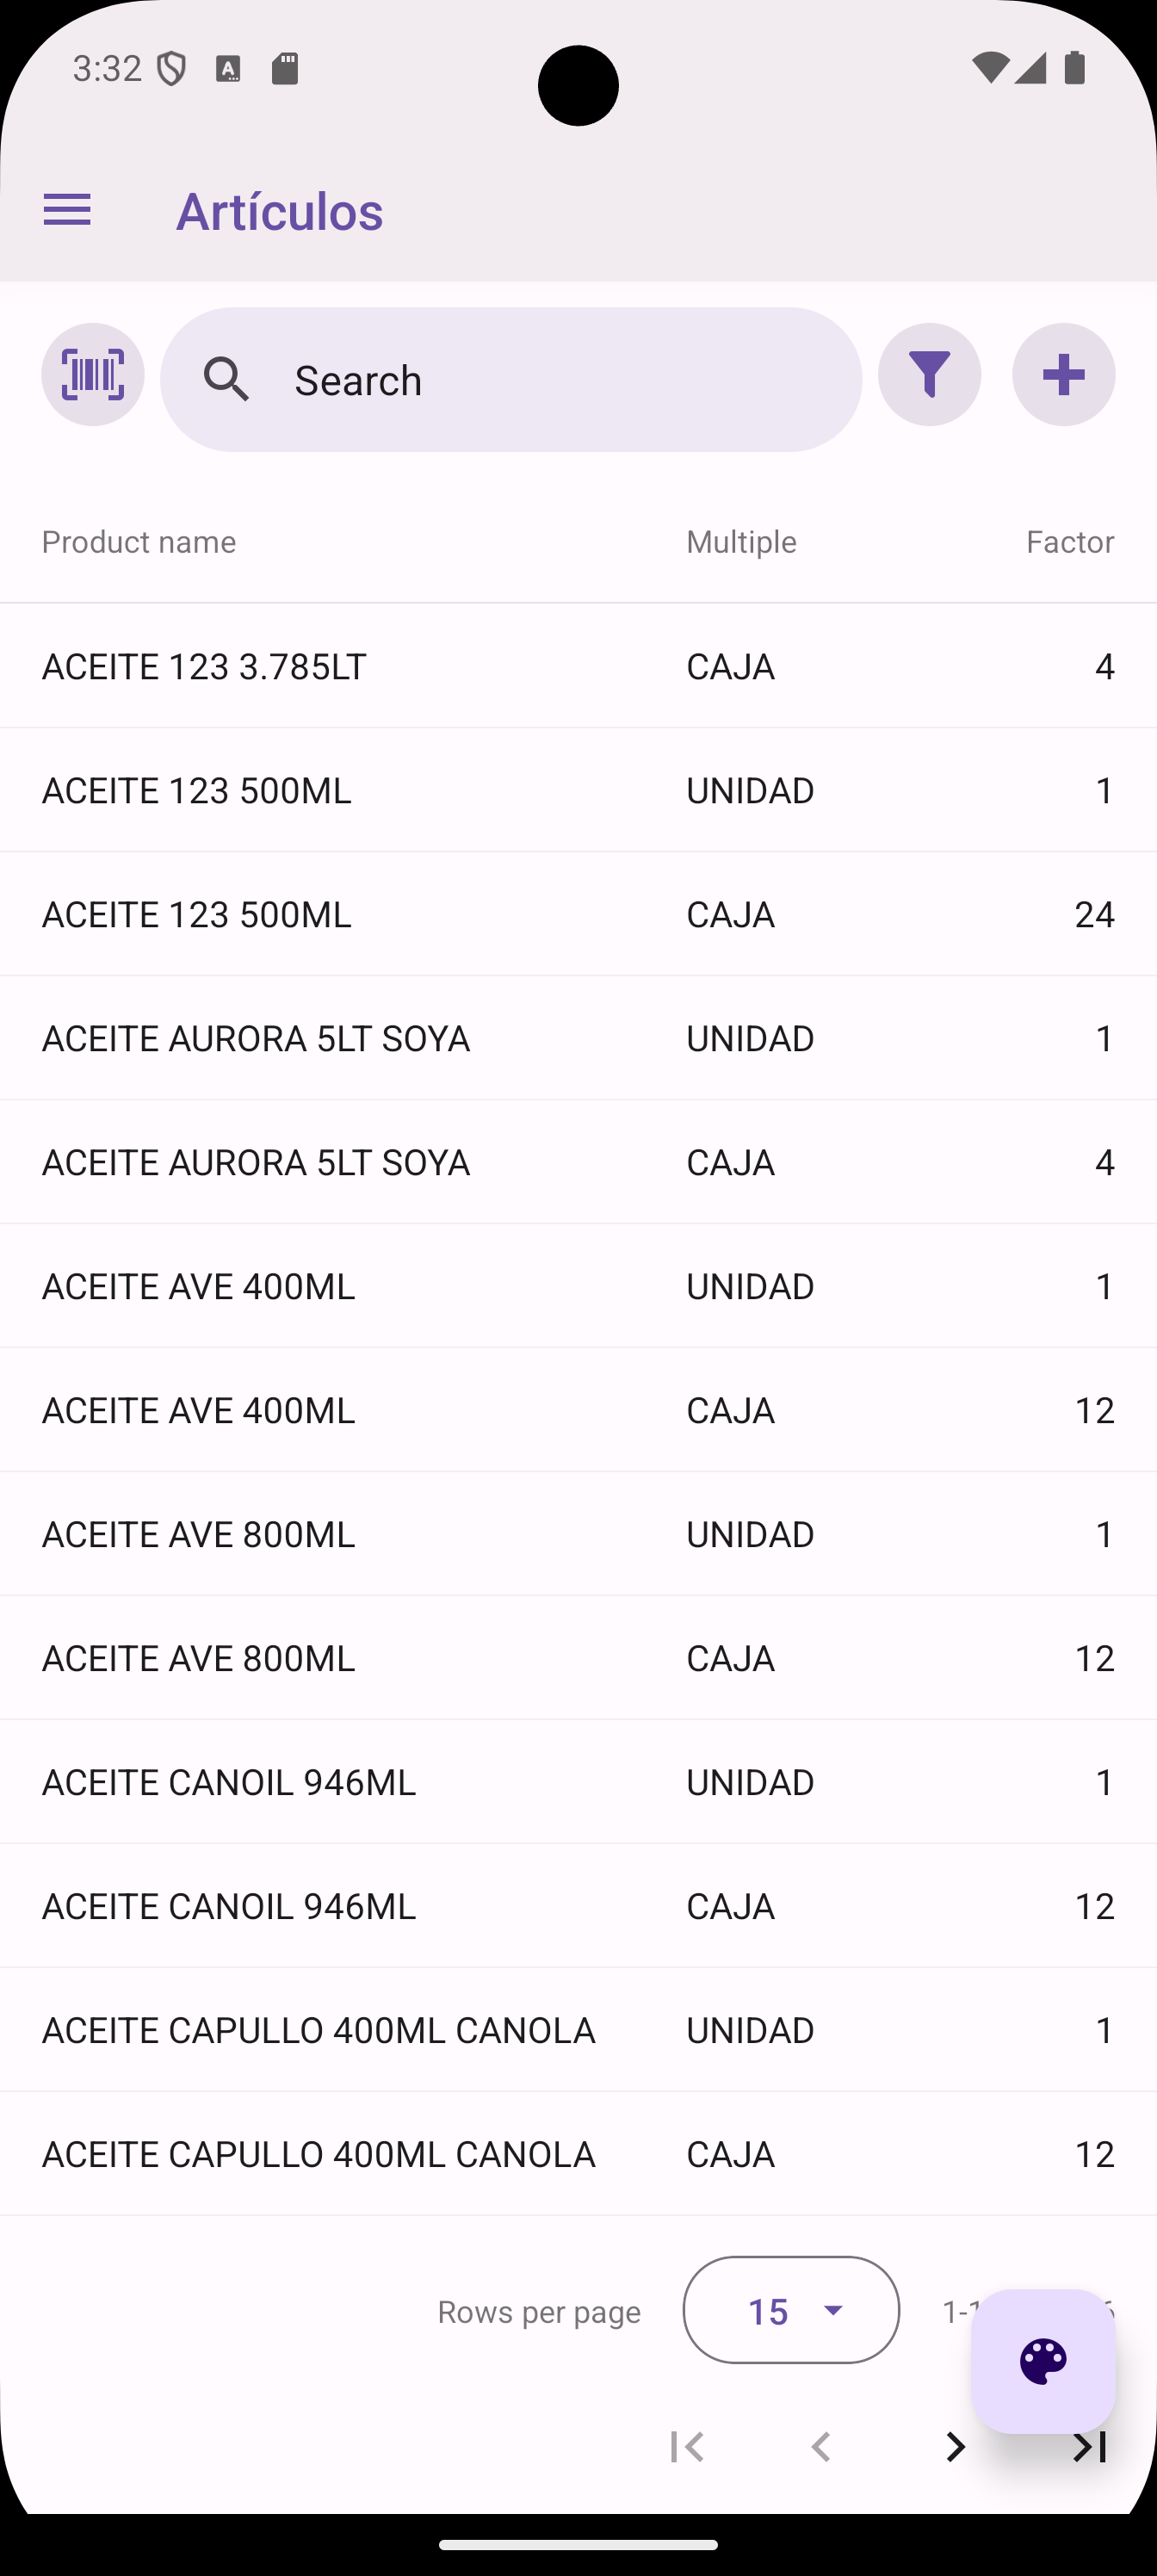 3:32
Artículos
Search
Product name Multiple Factor
ACEITE 123 3.785LT CAJA 4
ACEITE 123 500ML UNIDAD 1
ACEITE 123 500ML CAJA 24
ACEITE AURORA 5LT SOYA UNIDAD 1
ACEITE AURORA 5LT SOYA CAJA 4
ACEITE AVE 400ML UNIDAD 1
ACEITE AVE 400ML CAJA 12
ACEITE AVE 800ML UNIDAD 1
ACEITE AVE 800ML CAJA 12
ACEITE CANOIL 946ML UNIDAD 1
ACEITE CANOIL 946ML CAJA 12
ACEITE CAPULLO 400ML CANOLA UNIDAD 1
ACEITE CAPULLO 400ML CANOLA CAJA 12
Rows per page 15